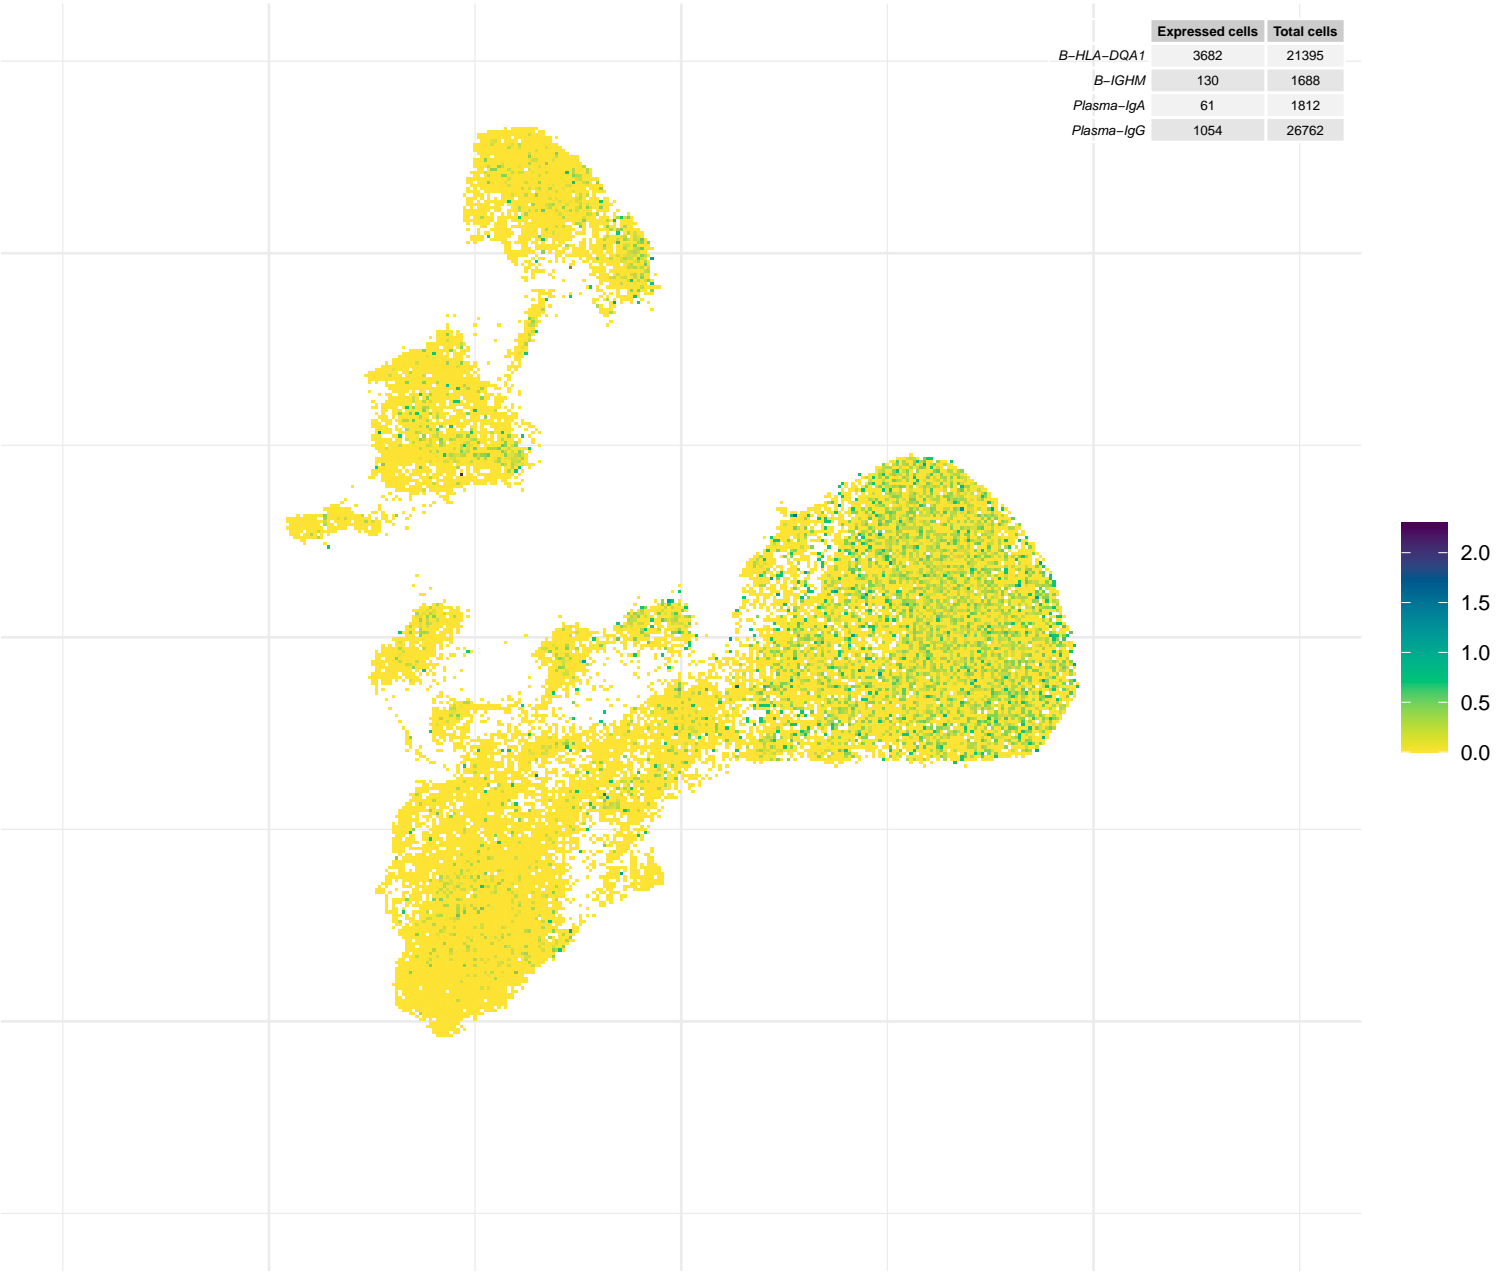 Expressed cells Total cells
B−HLA−DQA1 3682 21395
B−IGHM 130 1688
Plasma−IgA 61 1812
Plasma−IgG 1054 26762
2.0
1.5
1.0
0.5
0.0